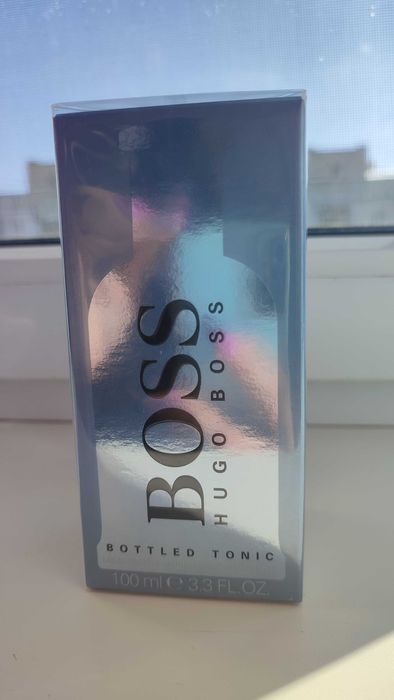 BOSS
HUGO BOSS
BOTTLED TONIC
100 ml ℮ 3.3 FL.OZ.